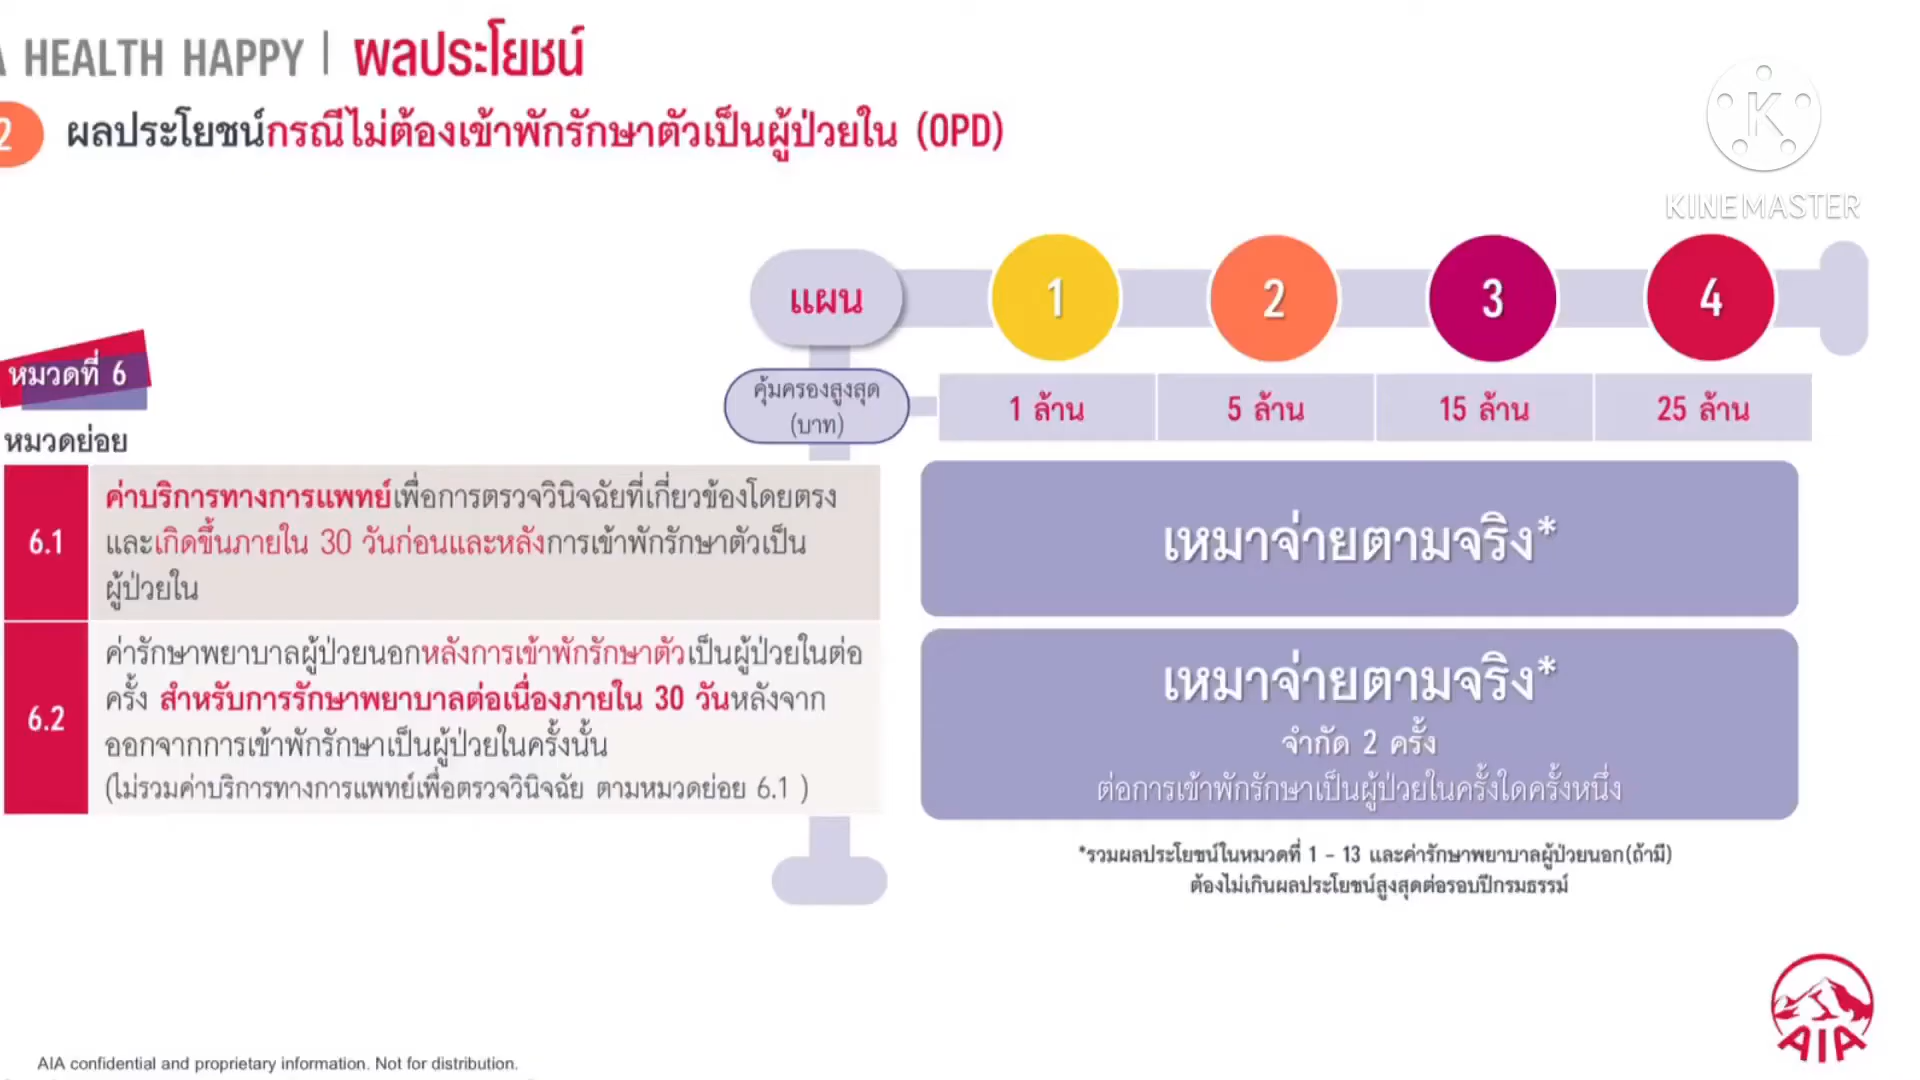 A HEALTH HAPPY | ผลประโยชน์
2 ผลประโยชน์กรณีไม่ต้องเข้าพักรักษาตัวเป็นผู้ป่วยใน (OPD)
K
KINEMASTER
แผน 1 2 3 4
คุ้มครองสูงสุด
(บาท)
1 ล้าน 5 ล้าน 15 ล้าน 25 ล้าน
หมวดที่ 6
หมวดย่อย
6.1
ค่าบริการทางการแพทย์เพื่อการตรวจวินิจฉัยที่เกี่ยวข้องโดยตรง
และเกิดขึ้นภายใน 30 วันก่อนและหลังการเข้าพักรักษาตัวเป็น
ผู้ป่วยใน
เหมาจ่ายตามจริง*
6.2
ค่ารักษาพยาบาลผู้ป่วยนอกหลังการเข้าพักรักษาตัวเป็นผู้ป่วยในต่อ
ครั้ง สำหรับการรักษาพยาบาลต่อเนื่องภายใน 30 วันหลังจาก
ออกจากการเข้าพักรักษาเป็นผู้ป่วยในครั้งนั้น
(ไม่รวมค่าบริการทางการแพทย์เพื่อตรวจวินิจฉัย ตามหมวดย่อย 6.1 )
เหมาจ่ายตามจริง*
จำกัด 2 ครั้ง
ต่อการเข้าพักรักษาเป็นผู้ป่วยในครั้งใดครั้งหนึ่ง
*รวมผลประโยชน์ในหมวดที่ 1 - 13 และค่ารักษาพยาบาลผู้ป่วยนอก(ถ้ามี)
ต้องไม่เกินผลประโยชน์สูงสุดต่อรอบปีกรมธรรม์
AIA
AIA confidential and proprietary information. Not for distribution.